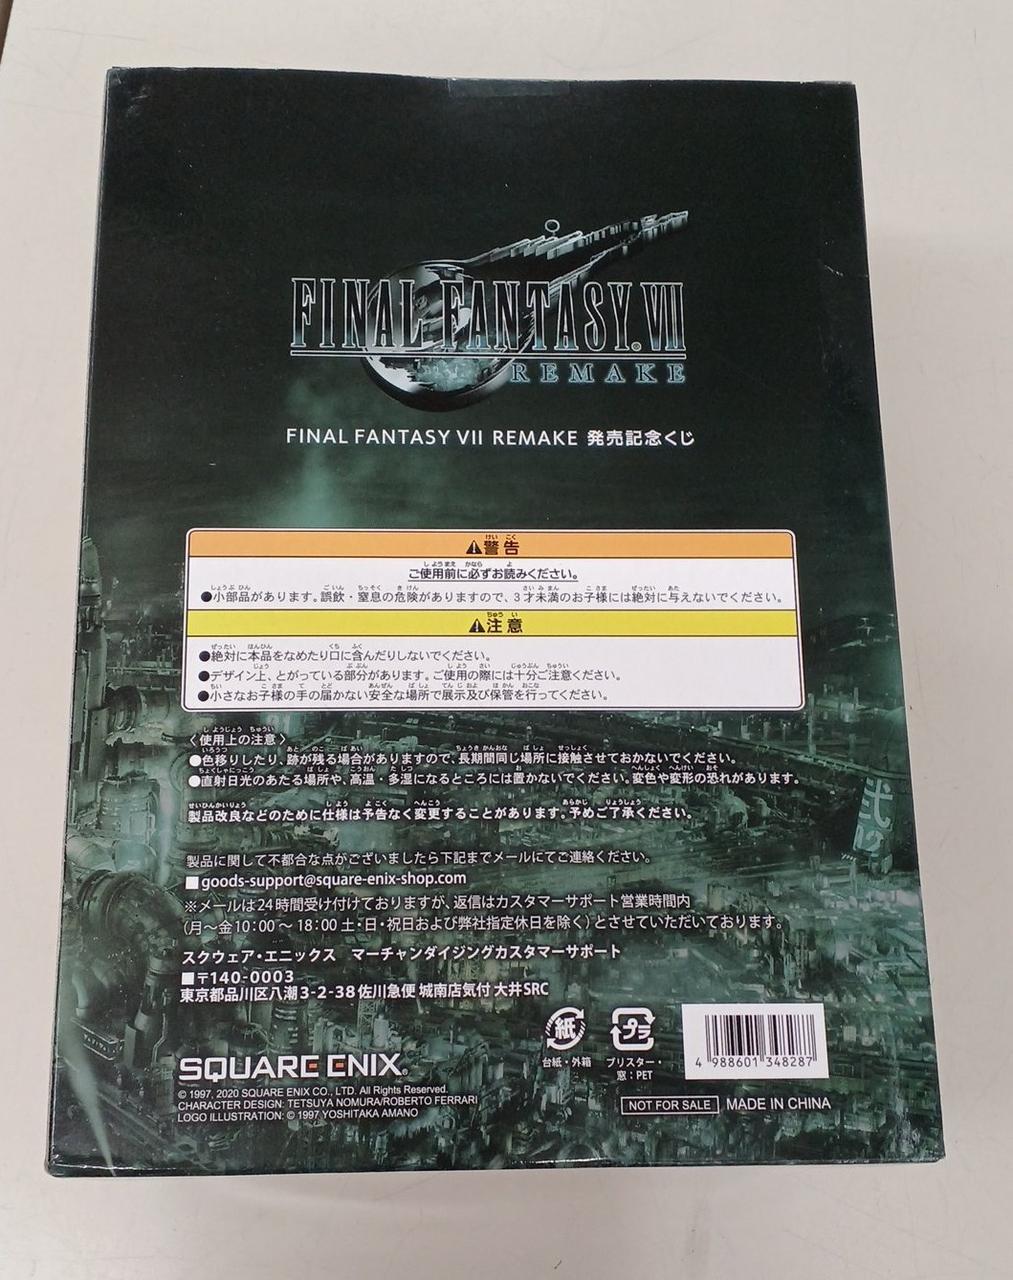 FINAL FANTASY VII
REMAKE
FINAL FANTASY VII REMAKE 発売記念くじ
⚠警告
ご使用前に必ずお読みください。
●小部品があります。誤飲・窒息の危険がありますので、3才未満のお子様には絶対に与えないでください。
⚠注意
●絶対に本品をなめたり口に含んだりしないでください。
●デザイン上、とがっている部分があります。ご使用の際には十分ご注意ください。
●小さなお子様の手の届かない安全な場所で展示及び保管を行ってください。
〈使用上の注意〉
●色移りしたり、跡が残る場合がありますので、長期間同じ場所に接触させておかないでください。
●直射日光のあたる場所や、高温・多湿になるところには置かないでください。変色や変形の恐れがあります。
製品改良などのために仕様は予告なく変更することがあります。予めご了承ください。
製品に関して不都合な点がございましたら下記までメールにてご連絡ください。
■goods-support@square-enix-shop.com
※メールは24時間受け付けておりますが、返信はカスタマーサポート営業時間内
(月〜金10:00〜18:00 土・日・祝日および弊社指定休日を除く)とさせていただいております。
スクウェア・エニックス マーチャンダイジングカスタマーサポート
■〒140-0003
東京都品川区八潮3-2-38 佐川急便 城南店気付 大井SRC
紙 プラ
台紙・外箱 ブリスター・
窓:PET
4 988601 348287
SQUARE ENIX®
© 1997, 2020 SQUARE ENIX CO., LTD. All Rights Reserved.
CHARACTER DESIGN: TETSUYA NOMURA/ROBERTO FERRARI
LOGO ILLUSTRATION: © 1997 YOSHITAKA AMANO
NOT FOR SALE MADE IN CHINA